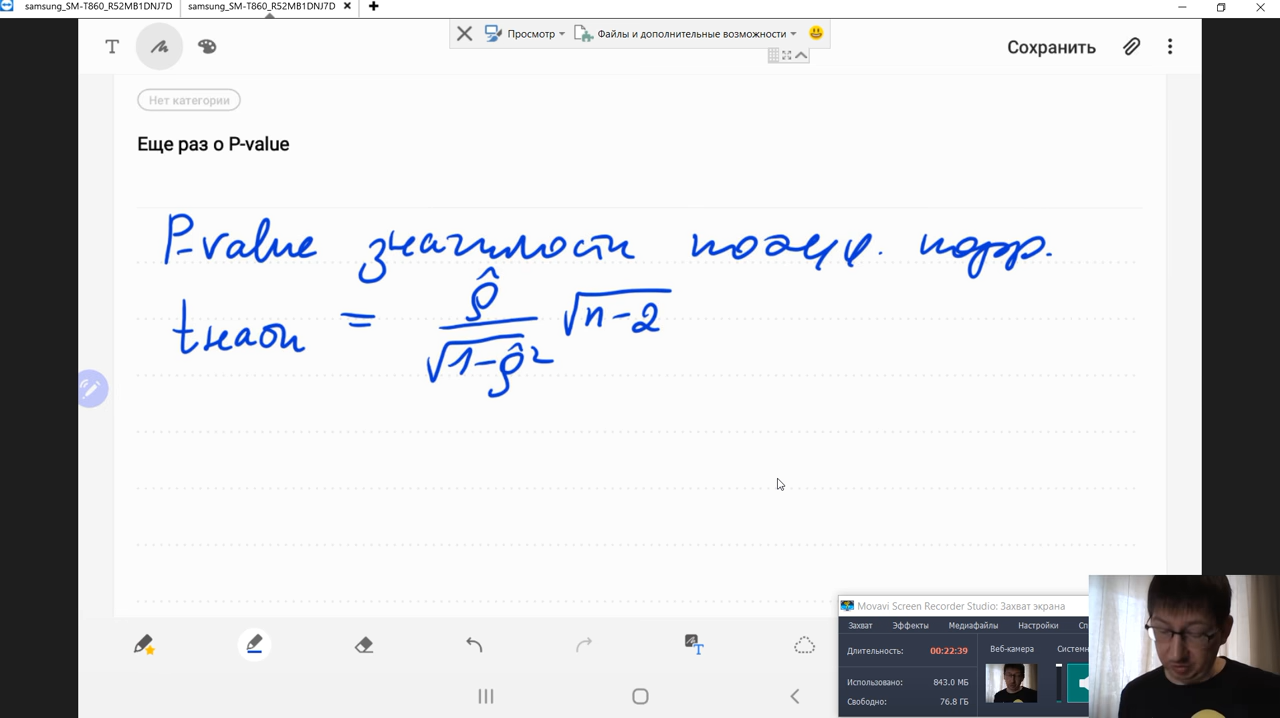 samsung_SM-T860_R52MB1DNJ7D samsung_SM-T860_R52MB1DNJ7D
Просмотр Файлы и дополнительные возможности
T Сохранить
Нет категории
Еще раз о P-value
P-value значимости коэфф. корр.
tнабл = ρ̂ / √(1-ρ̂²) √(n-2)
Movavi Screen Recorder Studio: Захват экрана
Захват Эффекты Медиафайлы Настройки Сп
Длительность: 00:22:39 Веб-камера Системн
Использовано: 843.0 МБ
Свободно: 76.8 ГБ